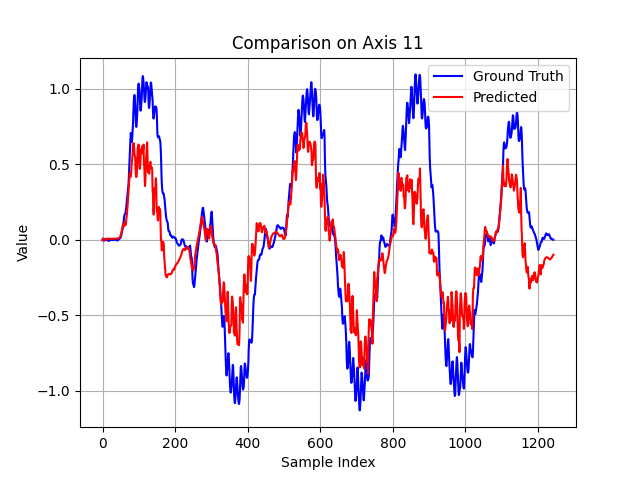 Comparison on Axis 11
Ground Truth
Predicted
Value
1.0
0.5
0.0
−0.5
−1.0
0 200 400 600 800 1000 1200
Sample Index